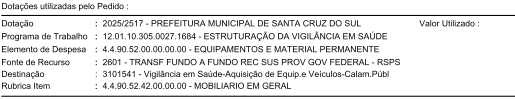 Dotações utilizadas pelo Pedido :
Dotação : 2025/2517 - PREFEITURA MUNICIPAL DE SANTA CRUZ DO SUL Valor Utilizado :
Programa de Trabalho : 12.01.10.305.0027.1684 - ESTRUTURAÇÃO DA VIGILÂNCIA EM SAÚDE
Elemento de Despesa : 4.4.90.52.00.00.00.00 - EQUIPAMENTOS E MATERIAL PERMANENTE
Fonte de Recurso : 2601 - TRANSF FUNDO A FUNDO REC SUS PROV GOV FEDERAL - RSPS
Destinação : 3101541 - Vigilância em Saúde-Aquisição de Equip.e Veículos-Calam.Públ
Rubrica Item : 4.4.90.52.42.00.00.00 - MOBILIARIO EM GERAL